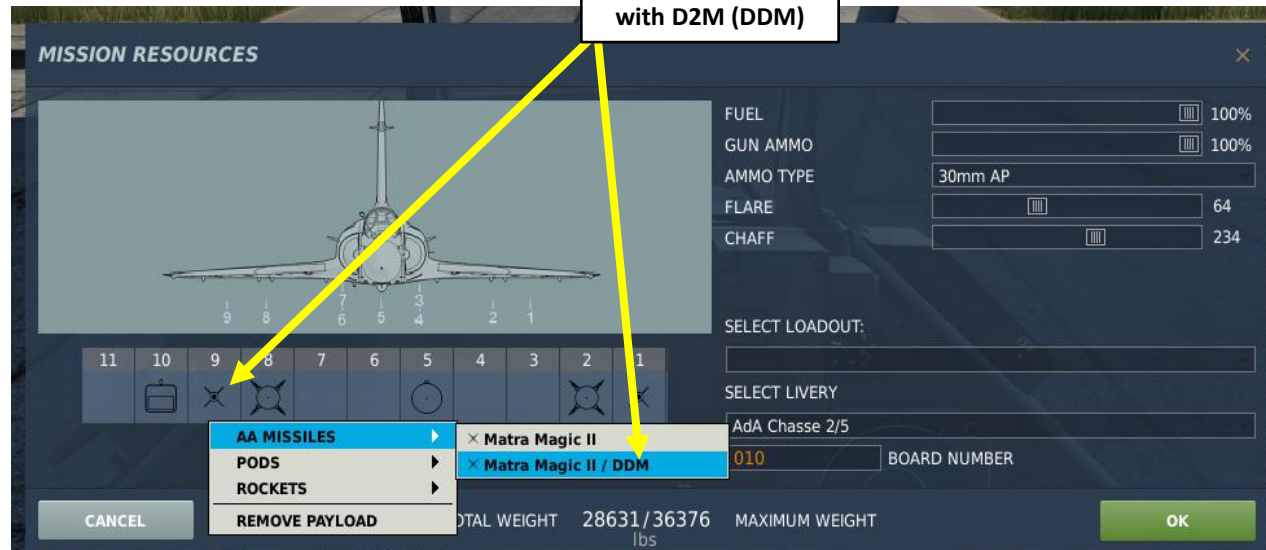 with D2M (DDM)
MISSION RESOURCES ×
FUEL 100%
GUN AMMO 100%
AMMO TYPE 30mm AP
FLARE 64
CHAFF 234
7 3
9 8 6 5 4 2 1
SELECT LOADOUT:
11 10 9 8 7 6 5 4 3 2 1
SELECT LIVERY
AdA Chasse 2/5
010 BOARD NUMBER
AA MISSILES
PODS
ROCKETS
REMOVE PAYLOAD
Matra Magic II
Matra Magic II / DDM
CANCEL
OTAL WEIGHT 28631/36376 MAXIMUM WEIGHT
lbs
OK